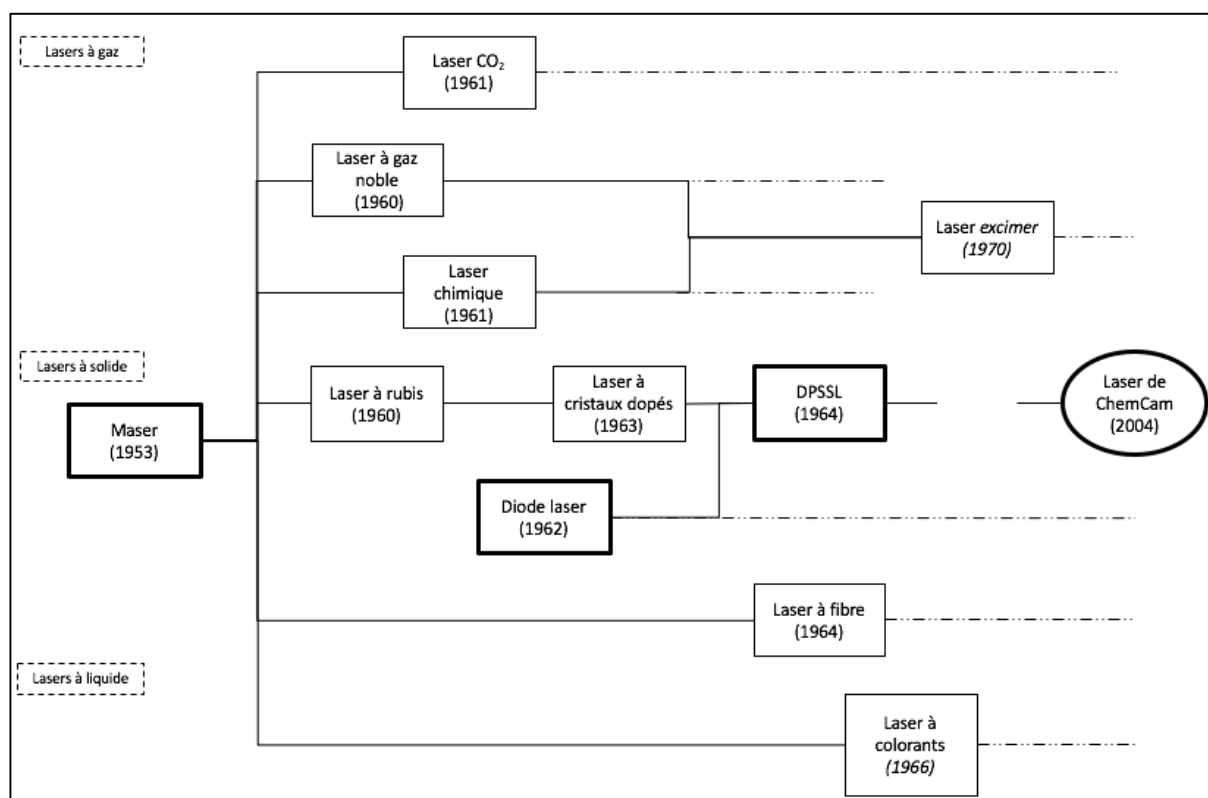 Lasers à gaz
Laser CO₂
(1961)
Laser à gaz
noble
(1960)
Laser excimer
(1970)
Laser
chimique
(1961)
Lasers à solide
Laser à rubis
(1960)
Laser à
cristaux dopés
(1963)
DPSSL
(1964)
Laser de
ChemCam
(2004)
Maser
(1953)
Diode laser
(1962)
Laser à fibre
(1964)
Lasers à liquide
Laser à
colorants
(1966)